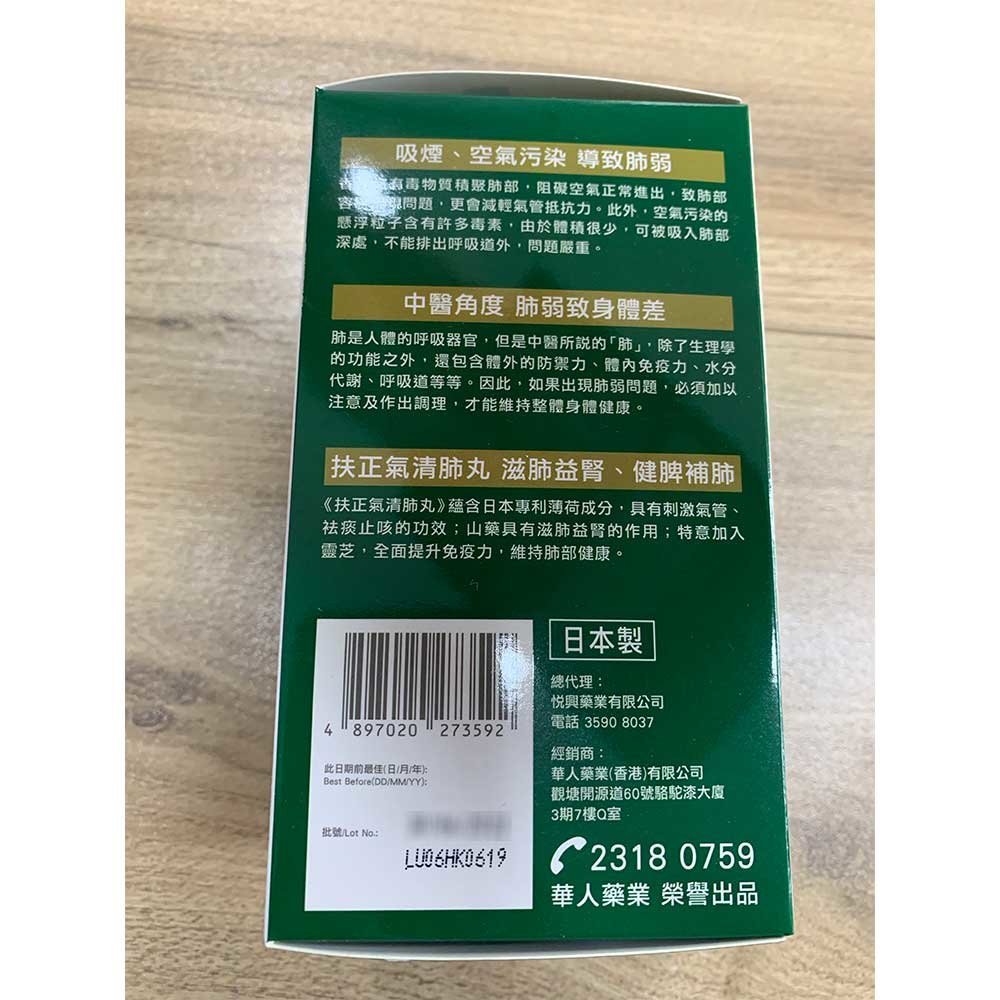 吸煙、空氣污染 導致肺弱
有毒物質積聚肺部，阻礙空氣正常進出，致肺部
問題，更會減輕氣管抵抗力。此外，空氣污染的
懸浮粒子含有許多毒素，由於體積很少，可被吸入肺部
深處，不能排出呼吸道外，問題嚴重。
中醫角度 肺弱致身體差
肺是人體的呼吸器官，但是中醫所説的「肺」，除了生理學
的功能之外，還包含體外的防禦力、體內免疫力、水分
代謝、呼吸道等等。因此，如果出現肺弱問題，必須加以
注意及作出調理，才能維持整體身體健康。
扶正氣清肺丸 滋肺益腎、健脾補肺
《扶正氣清肺丸》蘊含日本專利薄荷成分，具有刺激氣管、
袪痰止咳的功效；山藥具有滋肺益腎的作用；特意加入
靈芝，全面提升免疫力，維持肺部健康。
日本製
總代理：
悦興藥業有限公司
電話 3590 8037
4 897020 273592
經銷商：
華人藥業(香港)有限公司
觀塘開源道60號駱駝漆大廈
3期7樓Q室
此日期前最佳(日/月/年):
Best Before(DD/MM/YY):
批號/Lot No.:
LU06HK0619
2318 0759
華人藥業 榮譽出品